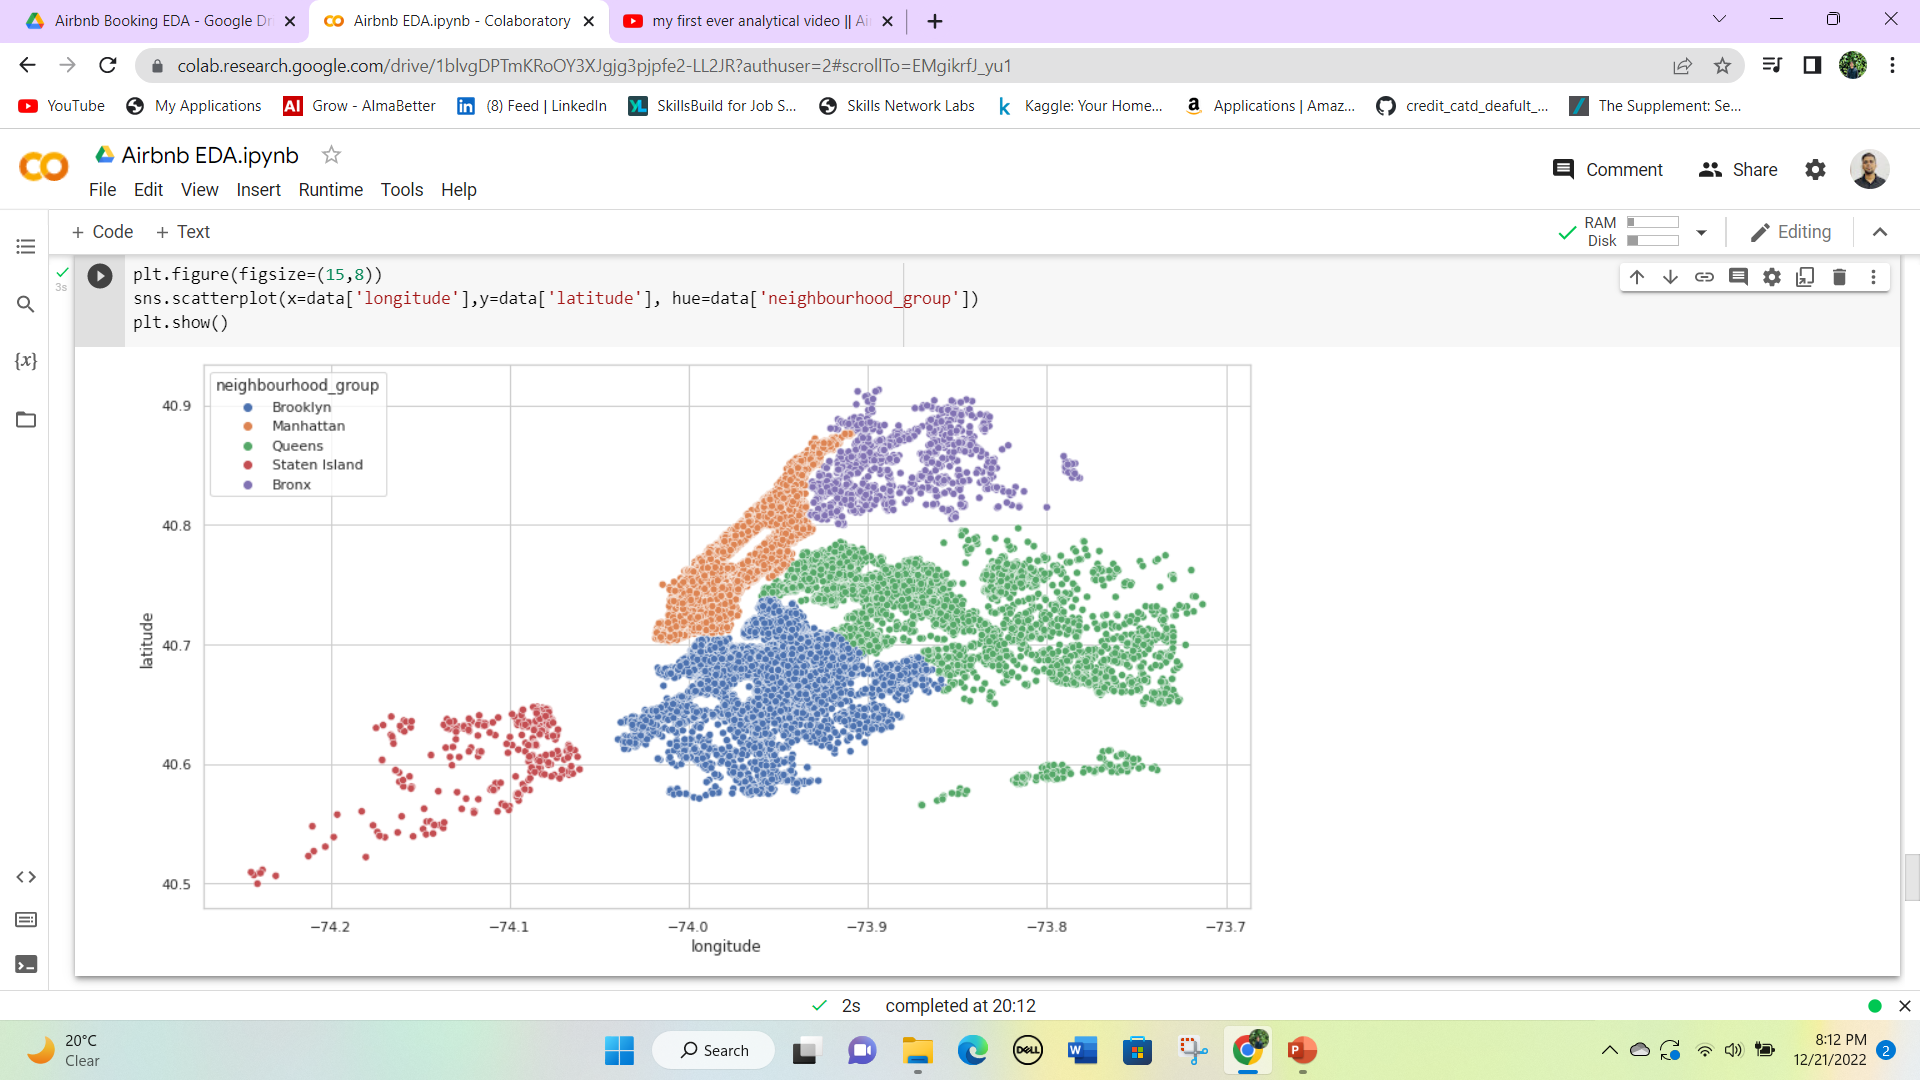 Airbnb Booking EDA - Google Dr
Airbnb EDA.ipynb - Colaboratory
my first ever analytical video || Ai
colab.research.google.com/drive/1blvgDPTmKRoOY3XJgjg3pjpfe2-LL2JR?authuser=2#scrollTo=EMgikrfJ_yu1
YouTube
My Applications
AI Grow - AlmaBetter
in (8) Feed | LinkedIn
SkillsBuild for Job S...
Skills Network Labs
k Kaggle: Your Home...
a Applications | Amaz...
credit_catd_deafult_...
The Supplement: Se...
CO
Airbnb EDA.ipynb
Comment
Share
File Edit View Insert Runtime Tools Help
+ Code + Text
RAM
Disk
Editing
3s
plt.figure(figsize=(15,8))
sns.scatterplot(x=data['longitude'],y=data['latitude'], hue=data['neighbourhood_group'])
plt.show()
{x}
neighbourhood_group
Brooklyn
Manhattan
Queens
Staten Island
Bronx
40.9
40.8
40.7
40.6
40.5
latitude
−74.2 −74.1 −74.0 −73.9 −73.8 −73.7
longitude
2s completed at 20:12
20°C
Clear
Search
DELL
W
P
8:12 PM
12/21/2022
2